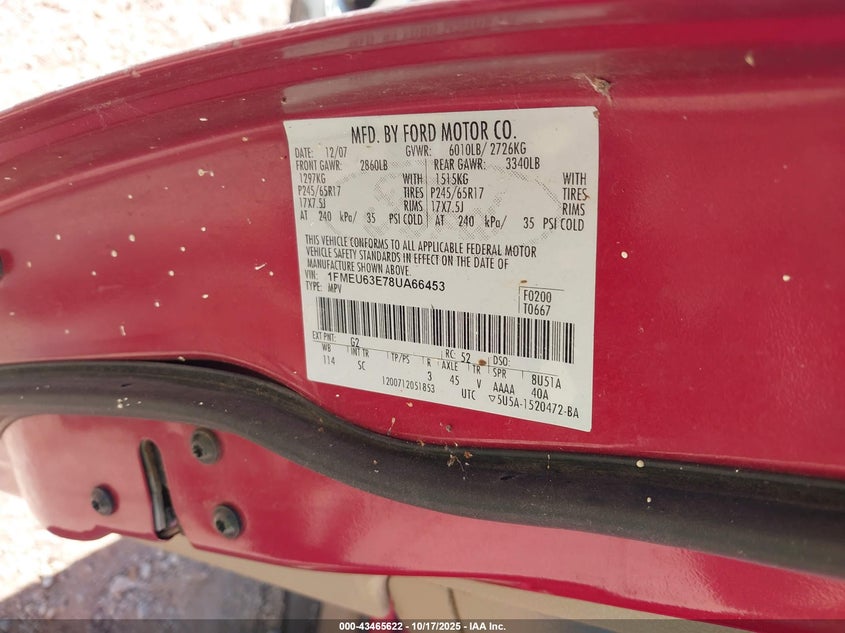 MFD. BY FORD MOTOR CO.
DATE: 12/07 GVWR: 6010LB/ 2726KG
FRONT GAWR: 2860LB REAR GAWR: 3340LB
1297KG WITH 1515KG WITH
P245/65R17 TIRES P245/65R17 TIRES
17X7.5J RIMS 17X7.5J RIMS
AT 240 kPa/ 35 PSI COLD AT 240 kPa/ 35 PSI COLD
THIS VEHICLE CONFORMS TO ALL APPLICABLE FEDERAL MOTOR
VEHICLE SAFETY STANDARDS IN EFFECT ON THE DATE OF
MANUFACTURE SHOWN ABOVE.
VIN: 1FMEU63E78UA66453
TYPE: MPV
F0200
T0667
EXT PNT: G2 RC: 52 DSO:
WB INT TR TP/PS R AXLE TR SPR 8U51A
114 SC 3 45 V AAAA 40A
12007120S1853 UTC ▽5U5A-1520472-BA
000-43465622 - 10/17/2025 - IAA Inc.